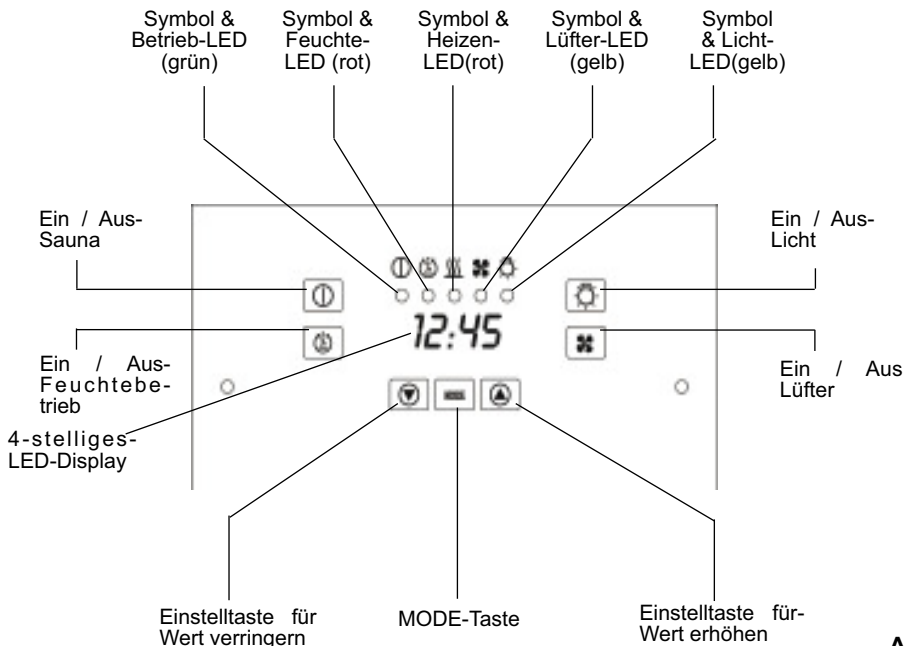 Symbol &
Betrieb-LED
(grün)
Symbol &
Feuchte-
LED (rot)
Symbol &
Heizen-
LED(rot)
Symbol &
Lüfter-LED
(gelb)
Symbol
& Licht-
LED(gelb)
Ein / Aus-
Sauna
Ein / Aus-
Licht
12:45
Ein / Aus-
Feuchtebe-
trieb
Ein / Aus
Lüfter
4-stelliges-
LED-Display
Einstelltaste für
Wert verringern
MODE-Taste
Einstelltaste für-
Wert erhöhen